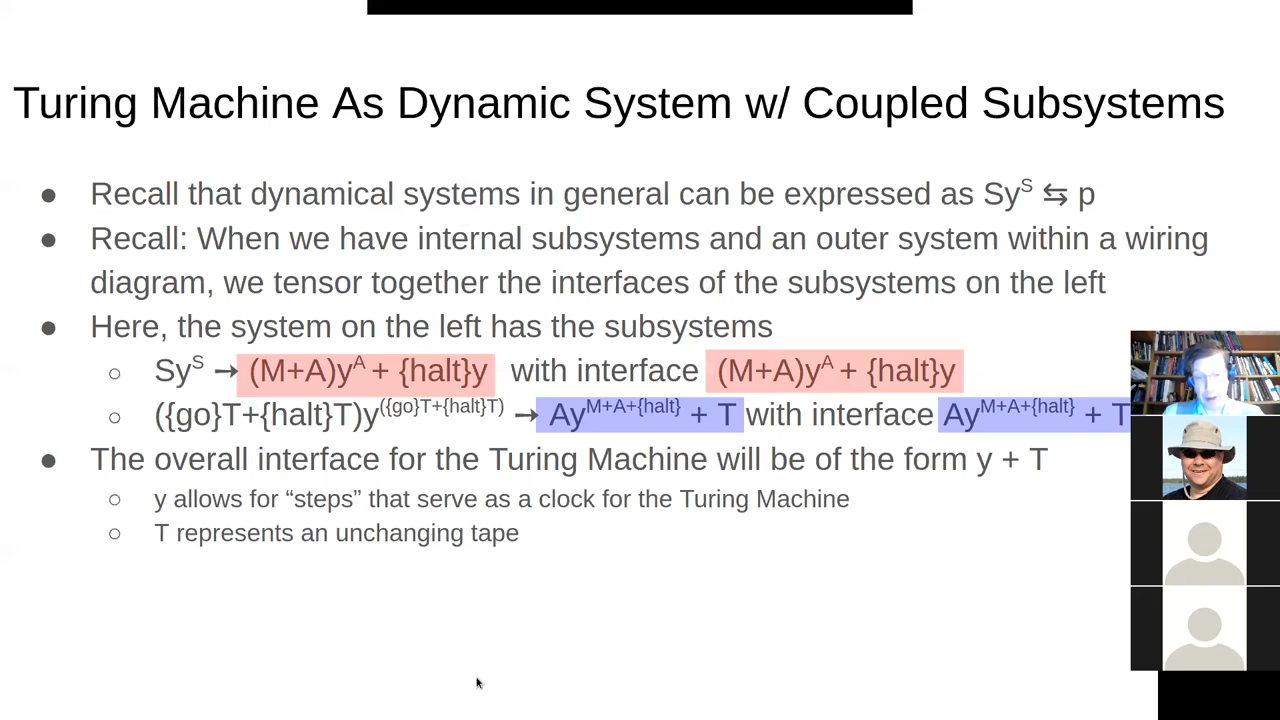 Turing Machine As Dynamic System w/ Coupled Subsystems
● Recall that dynamical systems in general can be expressed as Sy^S ⇆ p
● Recall: When we have internal subsystems and an outer system within a wiring
diagram, we tensor together the interfaces of the subsystems on the left
● Here, the system on the left has the subsystems
○ Sy^S → (M+A)y^A + {halt}y with interface (M+A)y^A + {halt}y
○ ({go}T+{halt}T)y^({go}T+{halt}T) → Ay^M+A+{halt} + T with interface Ay^M+A+{halt} + T
● The overall interface for the Turing Machine will be of the form y + T
○ y allows for “steps” that serve as a clock for the Turing Machine
○ T represents an unchanging tape